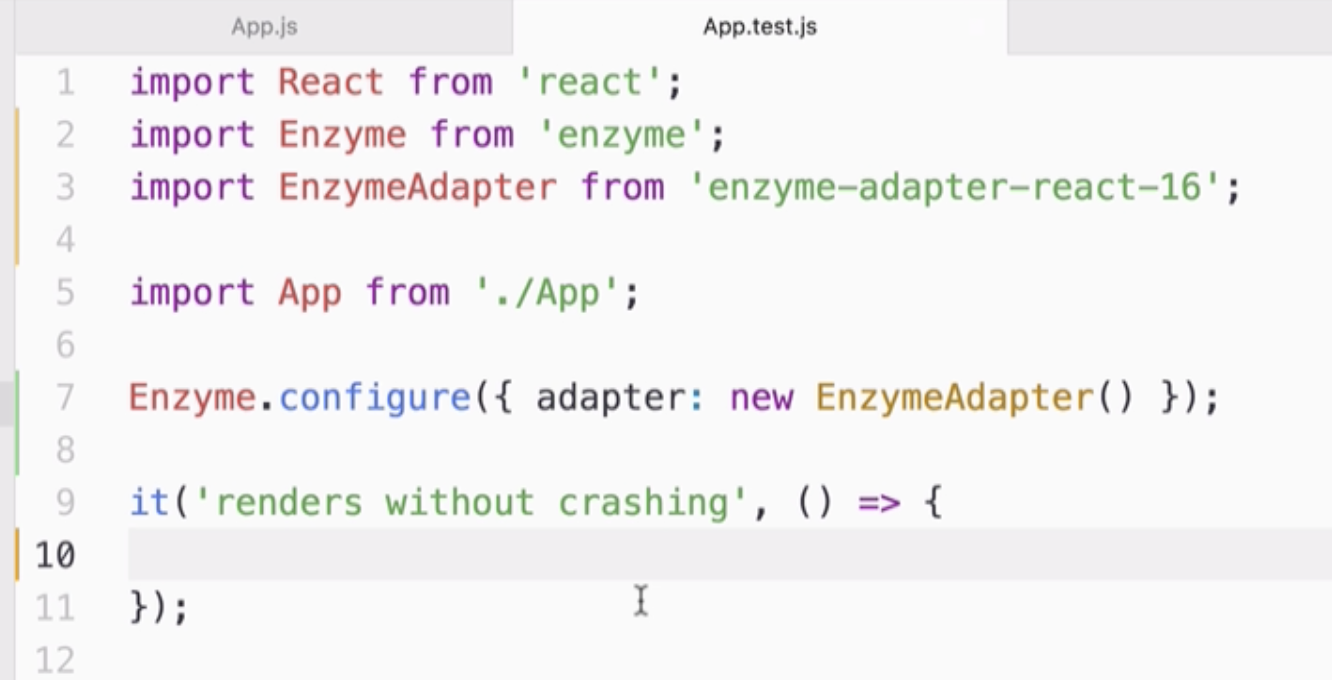 App.js
App.test.js
1 import React from 'react';
2 import Enzyme from 'enzyme';
3 import EnzymeAdapter from 'enzyme-adapter-react-16';
4
5 import App from './App';
6
7 Enzyme.configure({ adapter: new EnzymeAdapter() });
8
9 it('renders without crashing', () => {
10
11 });
12